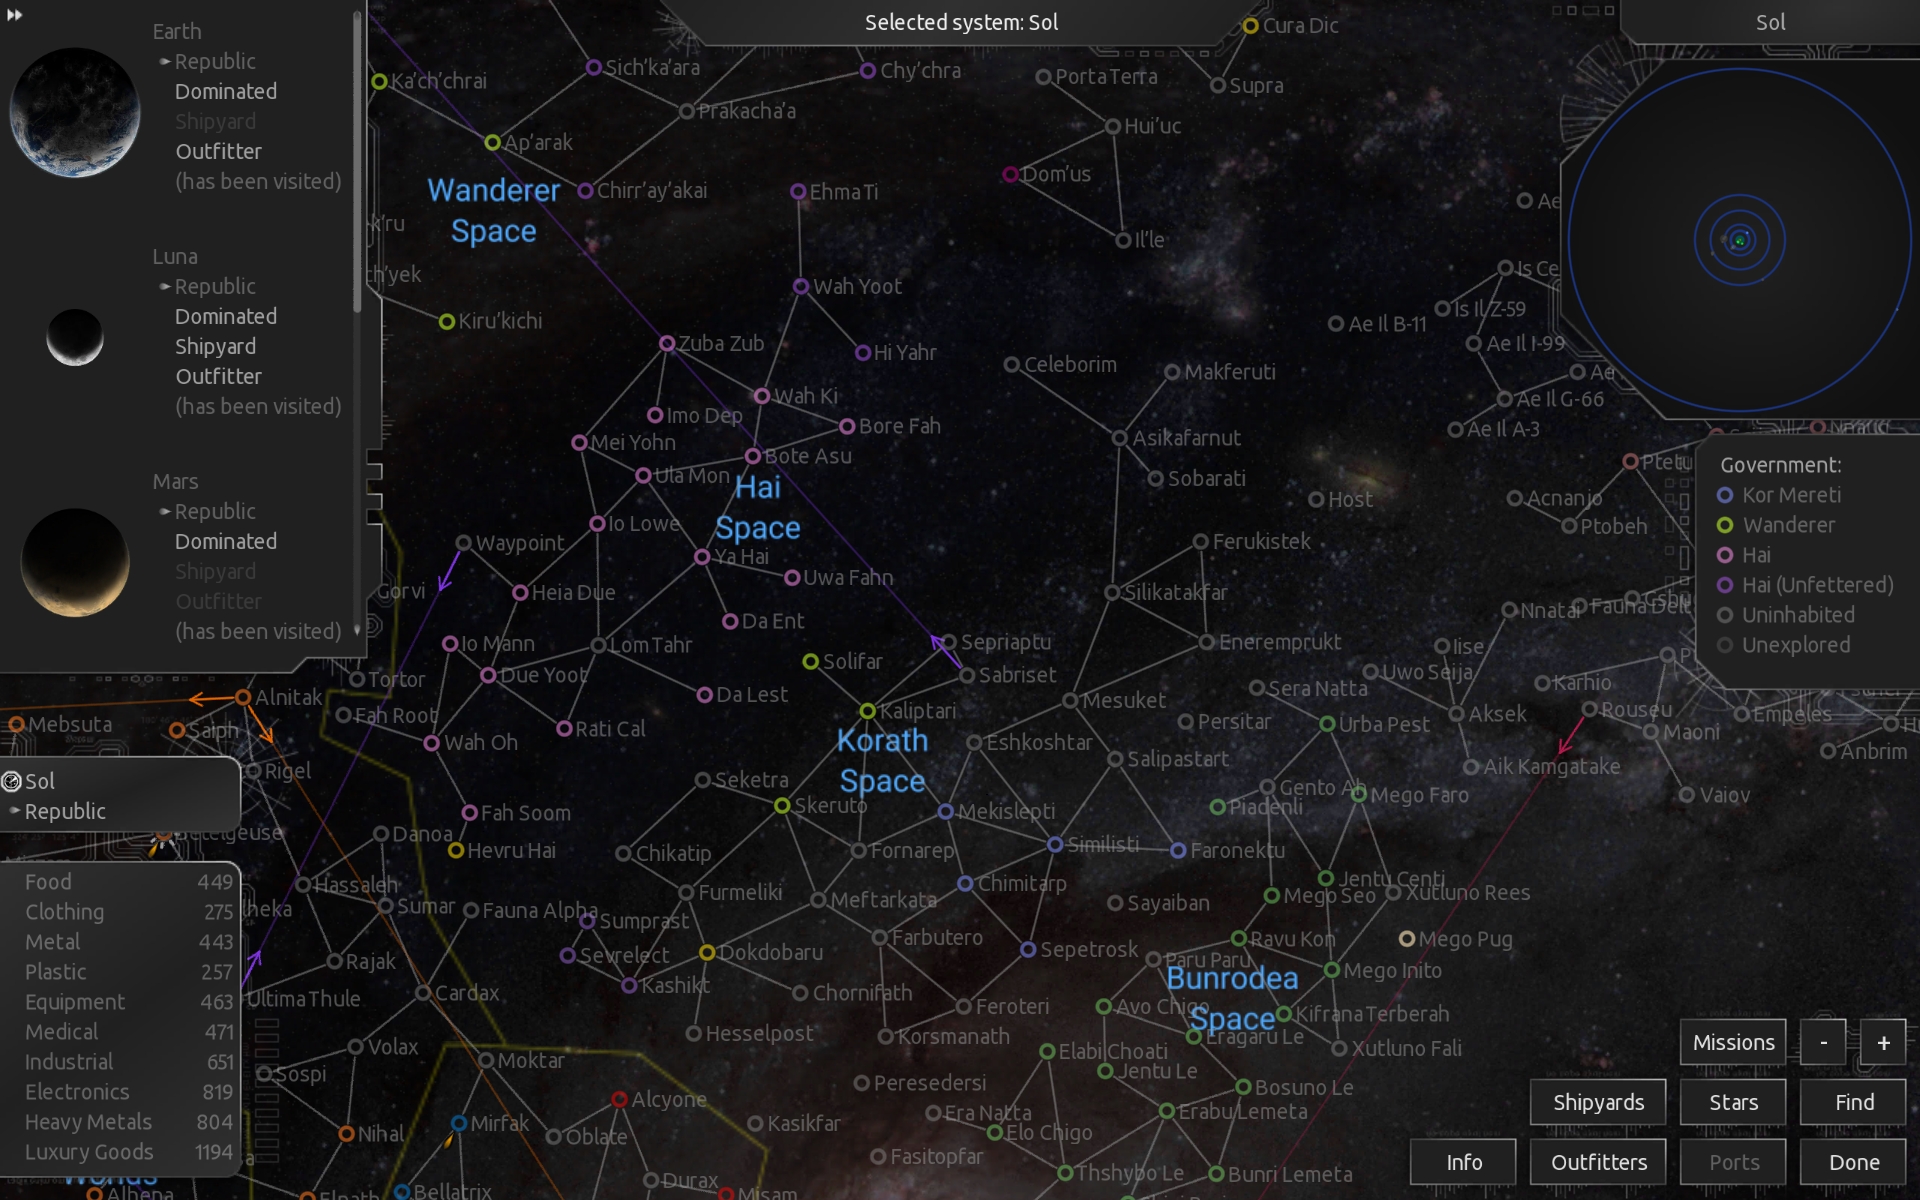 Selected system: Sol
Sol
Earth
Republic
Dominated
Shipyard
Outfitter
(has been visited)
Luna
Republic
Dominated
Shipyard
Outfitter
(has been visited)
Mars
Republic
Dominated
Shipyard
Outfitter
(has been visited)
Sol
Republic
Food 449
Clothing 275
Metal 443
Plastic 257
Equipment 463
Medical 471
Industrial 651
Electronics 819
Heavy Metals 804
Luxury Goods 1194
Government:
Kor Mereti
Wanderer
Hai
Hai (Unfettered)
Uninhabited
Unexplored
Missions
-
+
Shipyards
Stars
Find
Info
Outfitters
Ports
Done
Wanderer
Space
Hai
Space
Korath
Space
Bunrodea
Space
Cura Dic
Sich'ka'ara
Chy'chra
Porta Terra
Supra
Ka'ch'chrai
Prakacha'a
Hui'uc
Ap'arak
Dom'us
Chirr'ay'akai
Ehma Ti
Il'le
Wah Yoot
Is Il Z-59
Kiru'kichi
Ae Il B-11
Zuba Zub
Hi Yahr
Ae Il I-99
Celeborim
Makferuti
Wah Ki
Ae Il G-66
Imo Dep
Bore Fah
Ae Il A-3
Mei Yohn
Asikafarnut
Bote Asu
Ula Mon
Sobarati
Host
Acnanjo
Io Lowe
Ptobeh
Waypoint
Ferukistek
Ya Hai
Uwa Fahn
Heia Due
Silikatakfar
Nnatai
Da Ent
Io Mann
Lom Tahr
Sepriaptu
Eneremprukt
Iise
Solifar
Due Yoot
Sabriset
Uwo Seija
Tortor
Karhio
Sera Natta
Alnitak
Da Lest
Mesuket
Fah Root
Kaliptari
Rouseu
Aksek
Empeles
Mebsuta
Saiph
Rati Cal
Persitar
Urba Pest
Maoni
Wah Oh
Eshkoshtar
Anbrim
Rigel
Salipastart
Aik Kamgatake
Seketra
Gento Ah
Mego Faro
Vaiov
Skeruto
Piadenli
Fah Soom
Mekislepti
Danoa
Similisti
Hevru Hai
Chikatip
Fornarep
Faronektu
Hassaleh
Furmeliki
Chimitarp
Jentu Centi
Mego Seo
Xutluno Rees
Sumar
Fauna Alpha
Meftarkata
Sayaiban
Sumprast
Farbutero
Ravu Kon
Mego Pug
Sevrelect
Dokdobaru
Sepetrosk
Paru Paru
Rajak
Mego Inito
Kashikt
Cardax
Chornifath
Ultima Thule
Feroteri
Avo Chigo
Kifrana Terberah
Hesselpost
Korsmanath
Eragaru Le
Volax
Moktar
Elabi Choati
Xutluno Fali
Sospi
Jentu Le
Peresedersi
Bosuno Le
Alcyone
Era Natta
Erabu Lemeta
Mirfak
Kasikfar
Nihal
Oblate
Elo Chigo
Fasitopfar
Thshybo Le
Bunri Lemeta
Durax
Bellatrix
Misam